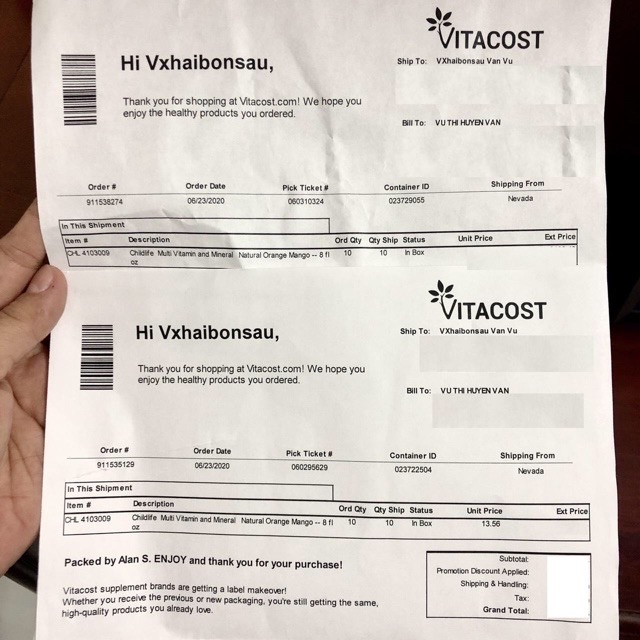 VITACOST
Hi Vxhaibonsau,
Ship To: VXhaibonsau Van Vu
Thank you for shopping at Vitacost.com! We hope you
enjoy the healthy products you ordered.
Bill To: VU THI HUYEN VAN
Order # Order Date Pick Ticket # Container ID Shipping From
911538274 06/23/2020 060310324 023729055 Nevada
In This Shipment
Item # Description Ord Qty Qty Ship Status Unit Price Ext Price
CHL 4103009 Childlife Multi Vitamin and Mineral Natural Orange Mango -- 8 fl 10 10 In Box
oz
VITACOST
Hi Vxhaibonsau,
Ship To: VXhaibonsau Van Vu
Thank you for shopping at Vitacost.com! We hope you
enjoy the healthy products you ordered.
Bill To: VU THI HUYEN VAN
Order # Order Date Pick Ticket # Container ID Shipping From
911535129 06/23/2020 060295629 023722504 Nevada
In This Shipment
Item # Description Ord Qty Qty Ship Status Unit Price Ext Price
CHL 4103009 Childlife Multi Vitamin and Mineral Natural Orange Mango -- 8 fl 10 10 In Box 13.56
oz
Packed by Alan S. ENJOY and thank you for your purchase!
Subtotal:
Promotion Discount Applied:
Shipping & Handling:
Tax:
Grand Total:
Vitacost supplement brands are getting a label makeover!
Whether you receive the previous or new packaging, you're still getting the same,
high-quality products you already love.